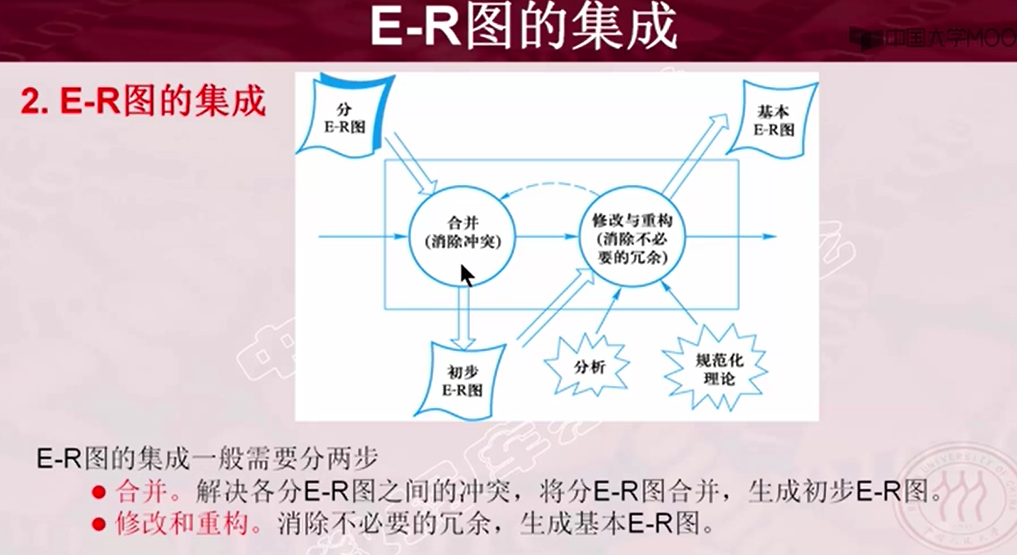 E-R图的集成
中国大学MOO
2. E-R图的集成
分
E-R图
基本
E-R图
合并
(消除冲突)
修改与重构
(消除不必
要的冗余)
初步
E-R图
分析
规范化
理论
E-R图的集成一般需要分两步
● 合并。解决各分E-R图之间的冲突，将分E-R图合并，生成初步E-R图。
● 修改和重构。消除不必要的冗余，生成基本E-R图。